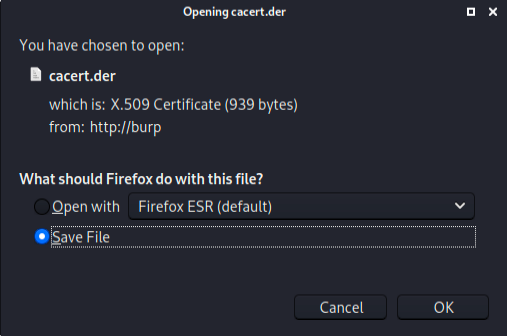 Opening cacert.der
You have chosen to open:
cacert.der
which is: X.509 Certificate (939 bytes)
from: http://burp
What should Firefox do with this file?
Open with Firefox ESR (default)
Save File
Cancel OK